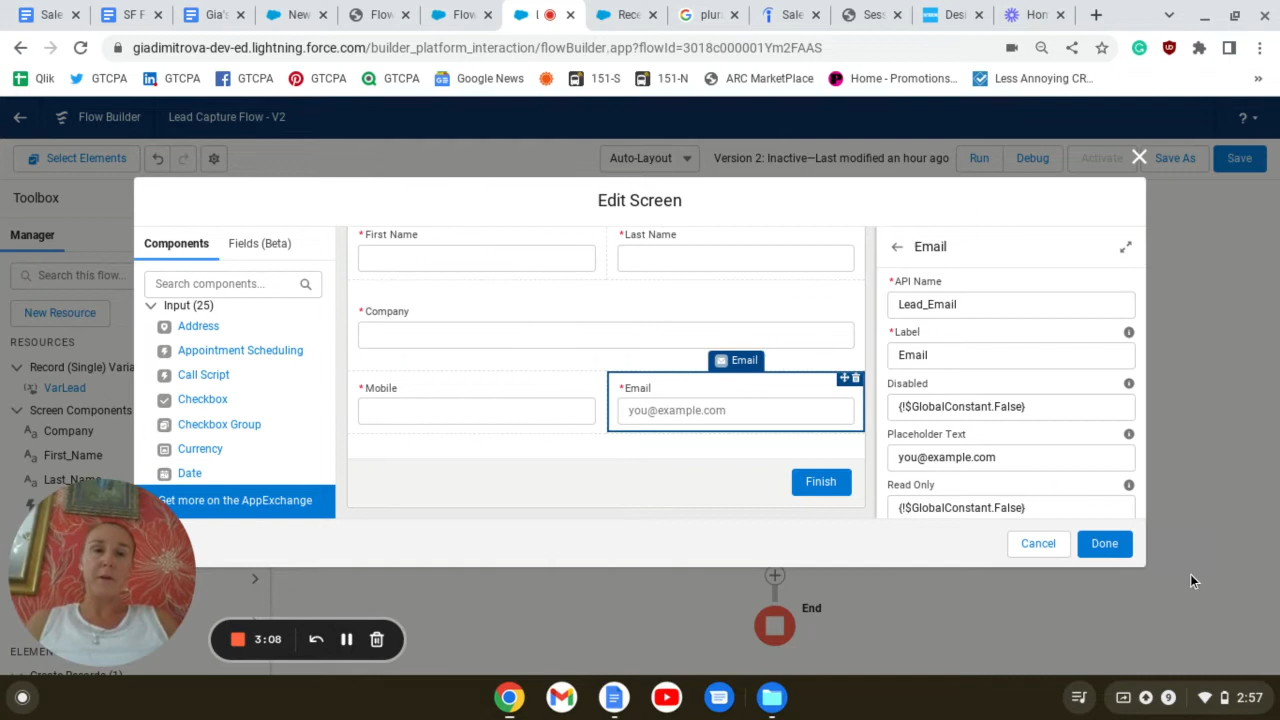 Sale
SF F
Gia's
New
Flow
Flow
Rece
plura
Sale
Sess
Desi
Hon
giadimitrova-dev-ed.lightning.force.com/builder_platform_interaction/flowBuilder.app?flowId=3018c000001Ym2FAAS
Qlik
GTCPA
GTCPA
GTCPA
GTCPA
GTCPA
Google News
151-S
151-N
ARC MarketPlace
Home - Promotions...
Less Annoying CR...
»
Flow Builder
Lead Capture Flow - V2
?
Select Elements
Auto-Layout
Version 2: Inactive—Last modified an hour ago
Run
Debug
Activate
Save As
Save
Toolbox
Manager
Search this flow...
New Resource
RESOURCES
Record (Single) Varia
VarLead
Screen Components
Company
First_Name
Last_Name
Edit Screen
Components
Fields (Beta)
Search components...
Input (25)
Address
Appointment Scheduling
Call Script
Checkbox
Checkbox Group
Currency
Date
Get more on the AppExchange
* First Name
* Last Name
* Company
Email
* Mobile
* Email
you@example.com
Finish
Email
* API Name
Lead_Email
* Label
Email
Disabled
{!$GlobalConstant.False}
Placeholder Text
you@example.com
Read Only
{!$GlobalConstant.False}
Cancel
Done
End
3:08
9
2:57